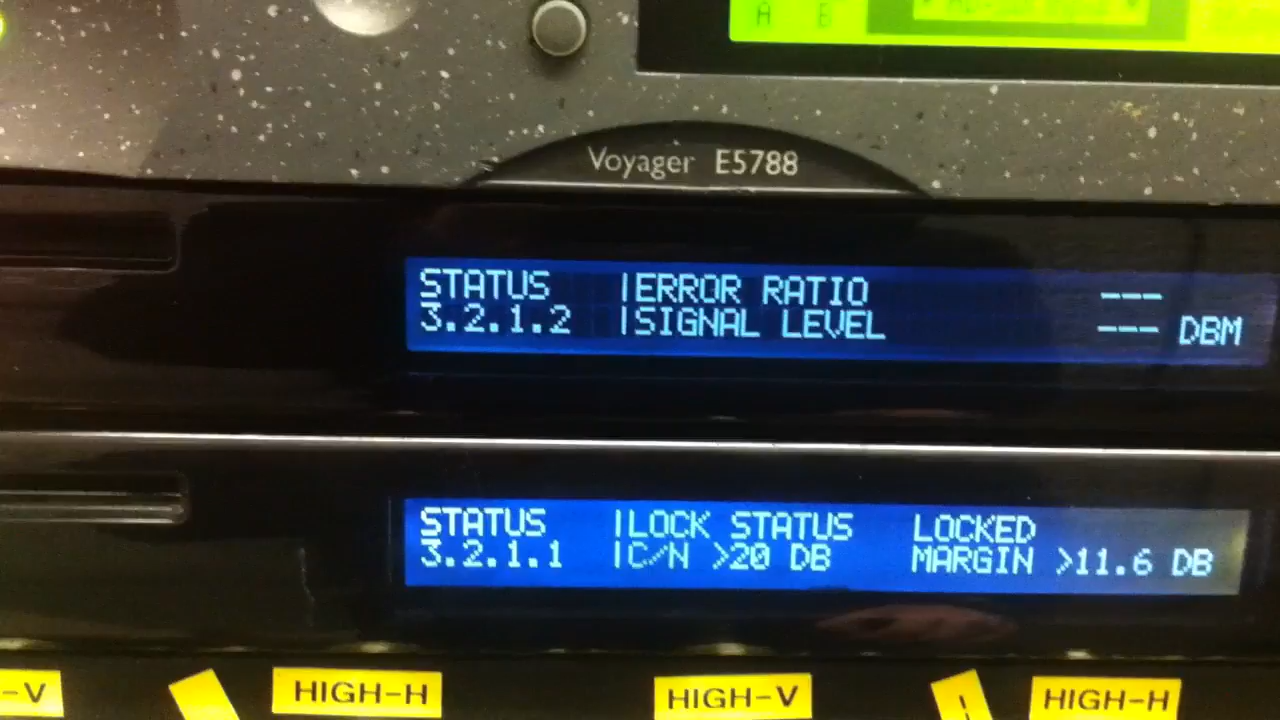 A B
Voyager E5788
STATUS |ERROR RATIO ---
3.2.1.2 |SIGNAL LEVEL --- DBM
STATUS |LOCK STATUS LOCKED
3.2.1.1 |C/N >20 DB MARGIN >11.6 DB
-V HIGH-H HIGH-V HIGH-H